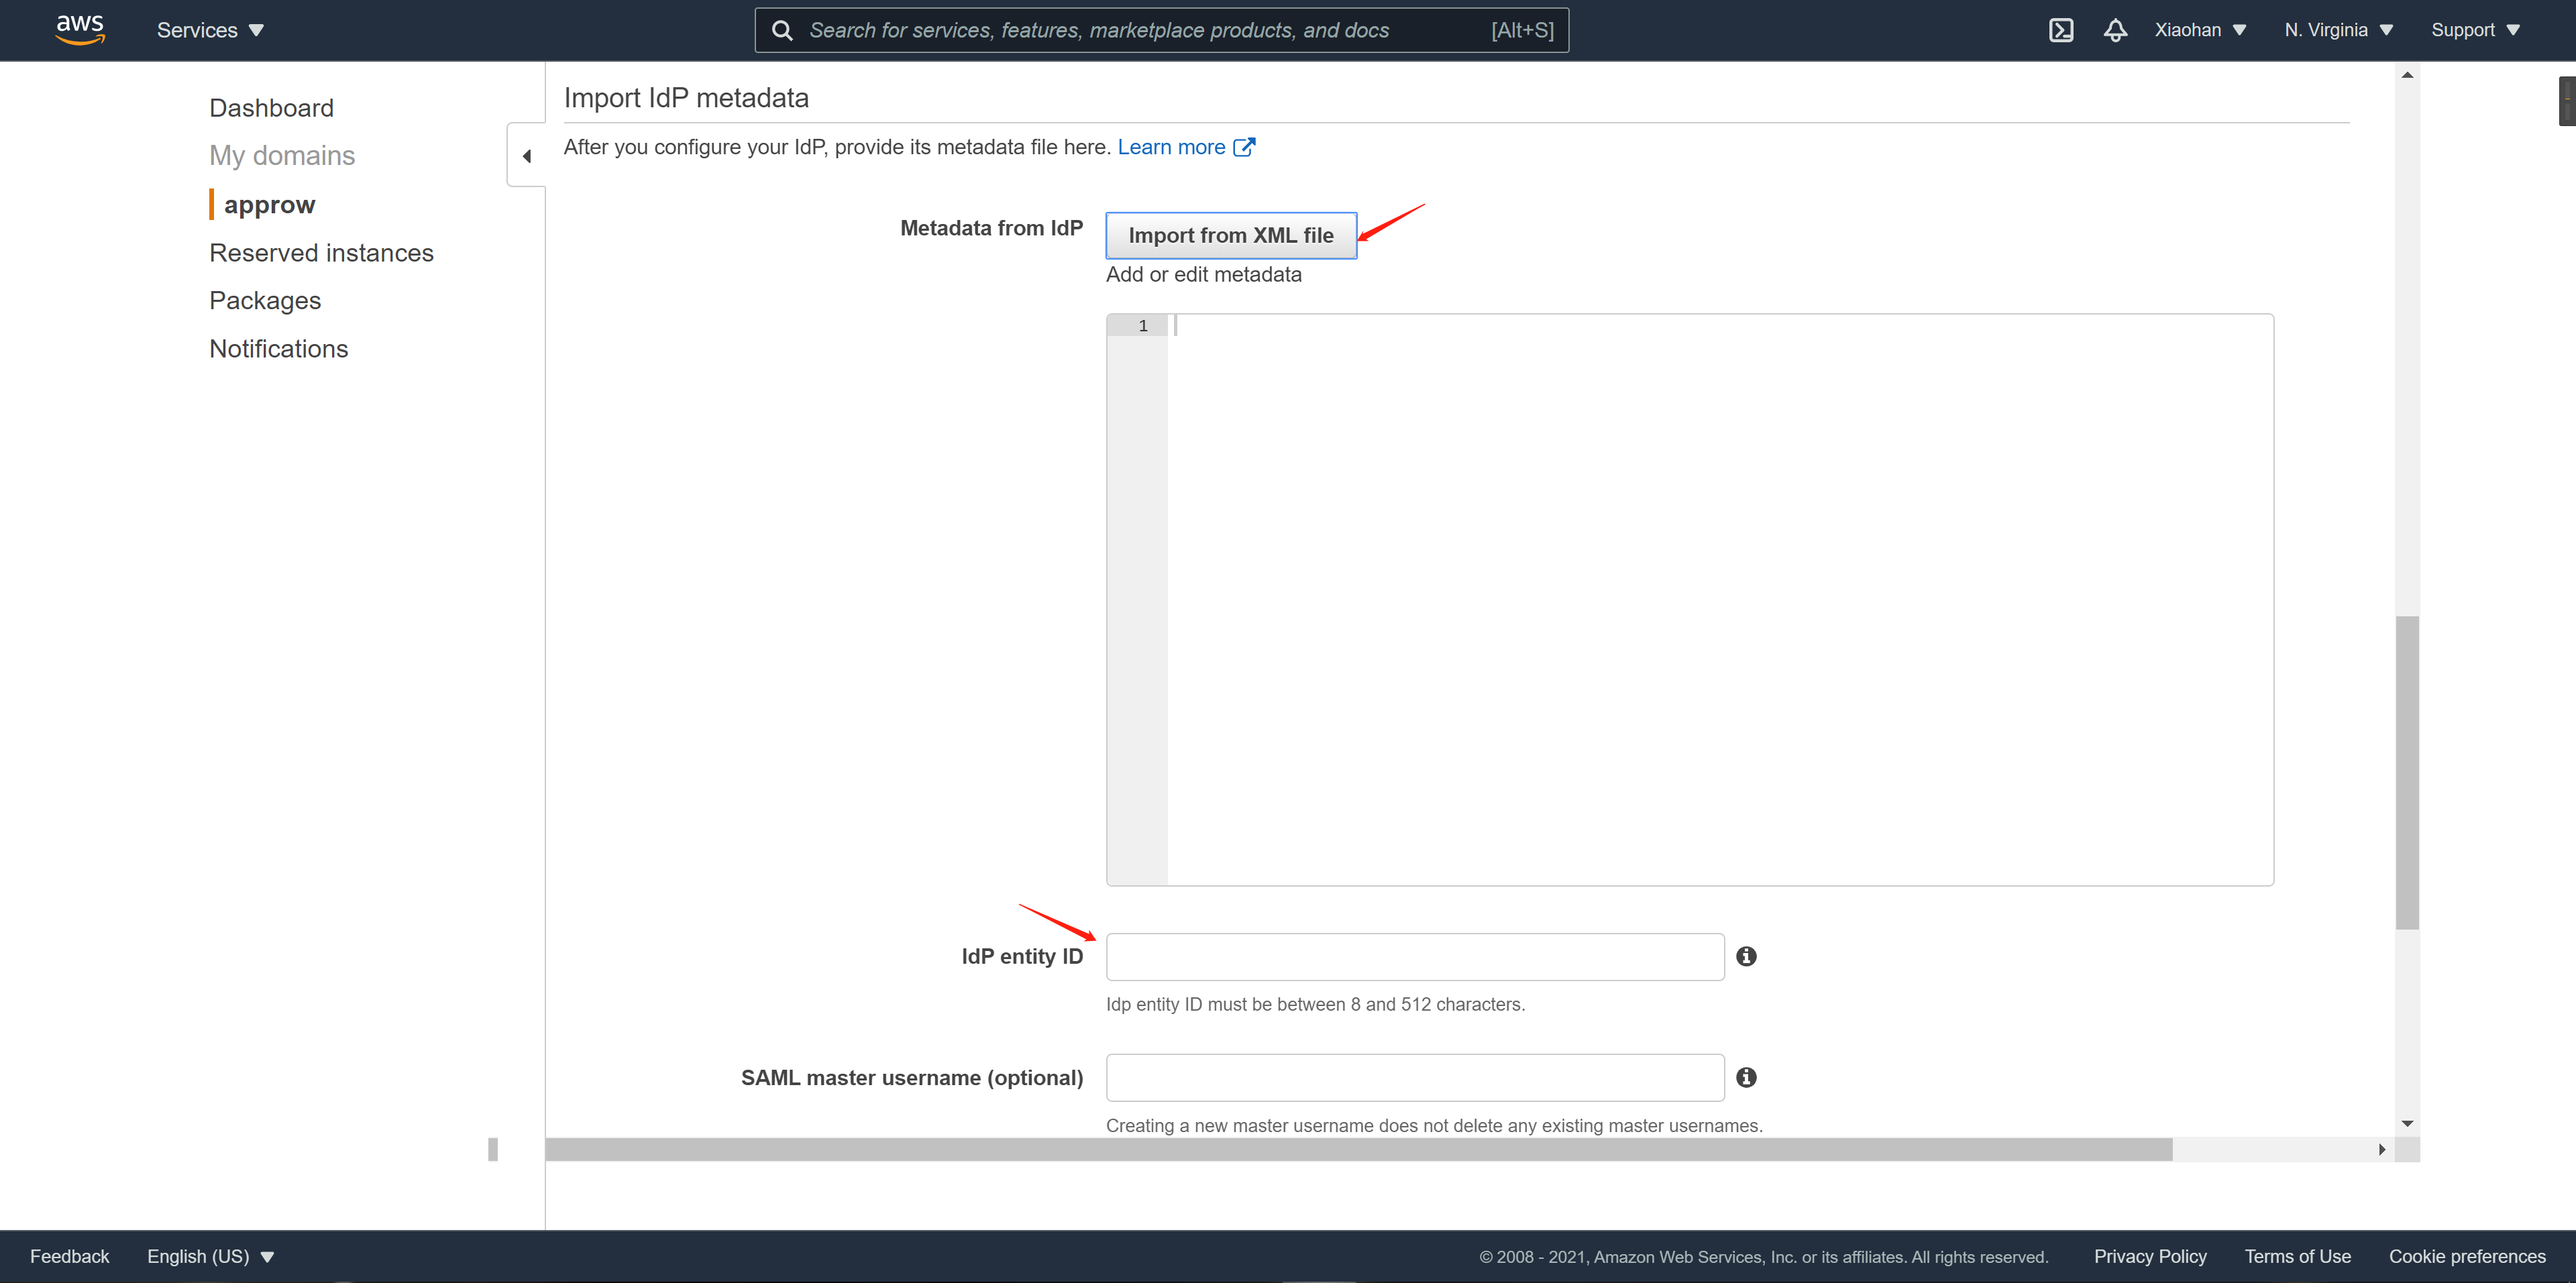 aws
Services
Search for services, features, marketplace products, and docs [Alt+S]
Xiaohan
N. Virginia
Support
Dashboard
My domains
approw
Reserved instances
Packages
Notifications
Import IdP metadata
After you configure your IdP, provide its metadata file here. Learn more
Metadata from IdP
Import from XML file
Add or edit metadata
1
IdP entity ID
Idp entity ID must be between 8 and 512 characters.
SAML master username (optional)
Creating a new master username does not delete any existing master usernames.
Feedback
English (US)
© 2008 - 2021, Amazon Web Services, Inc. or its affiliates. All rights reserved.
Privacy Policy
Terms of Use
Cookie preferences